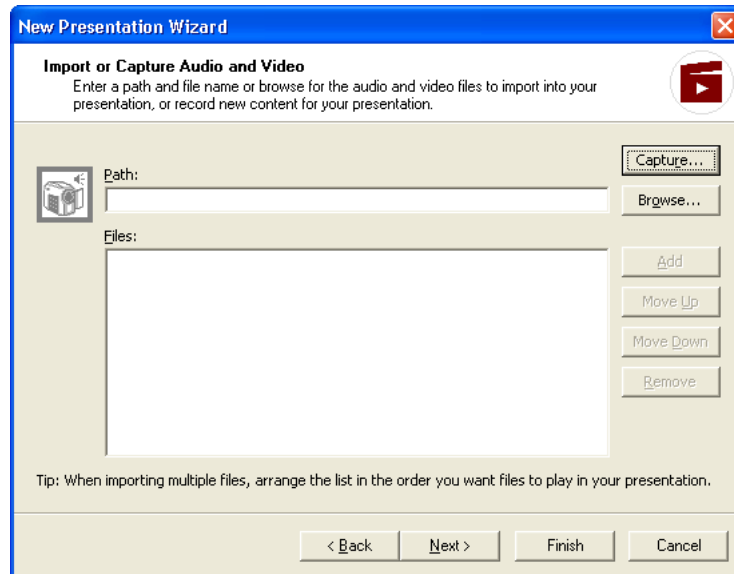 New Presentation Wizard
Import or Capture Audio and Video
Enter a path and file name or browse for the audio and video files to import into your
presentation, or record new content for your presentation.
Capture...
Path:
Browse...
Files:
Add
Move Up
Move Down
Remove
Tip: When importing multiple files, arrange the list in the order you want files to play in your presentation.
< Back
Next >
Finish
Cancel